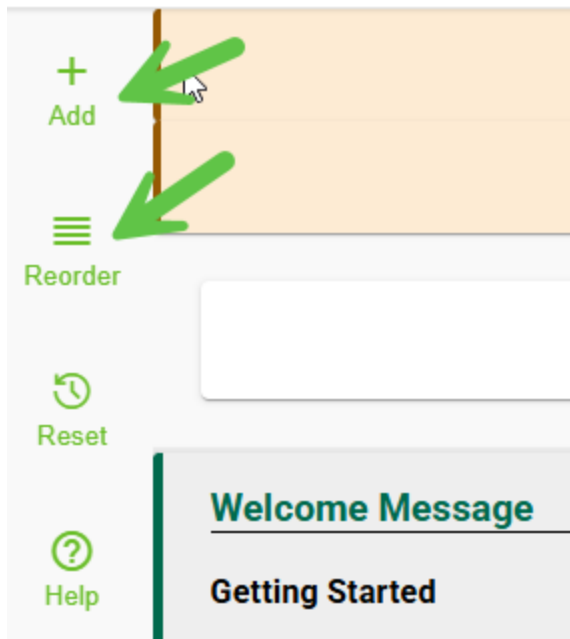 Add
Reorder
Reset
Welcome Message
Help
Getting Started